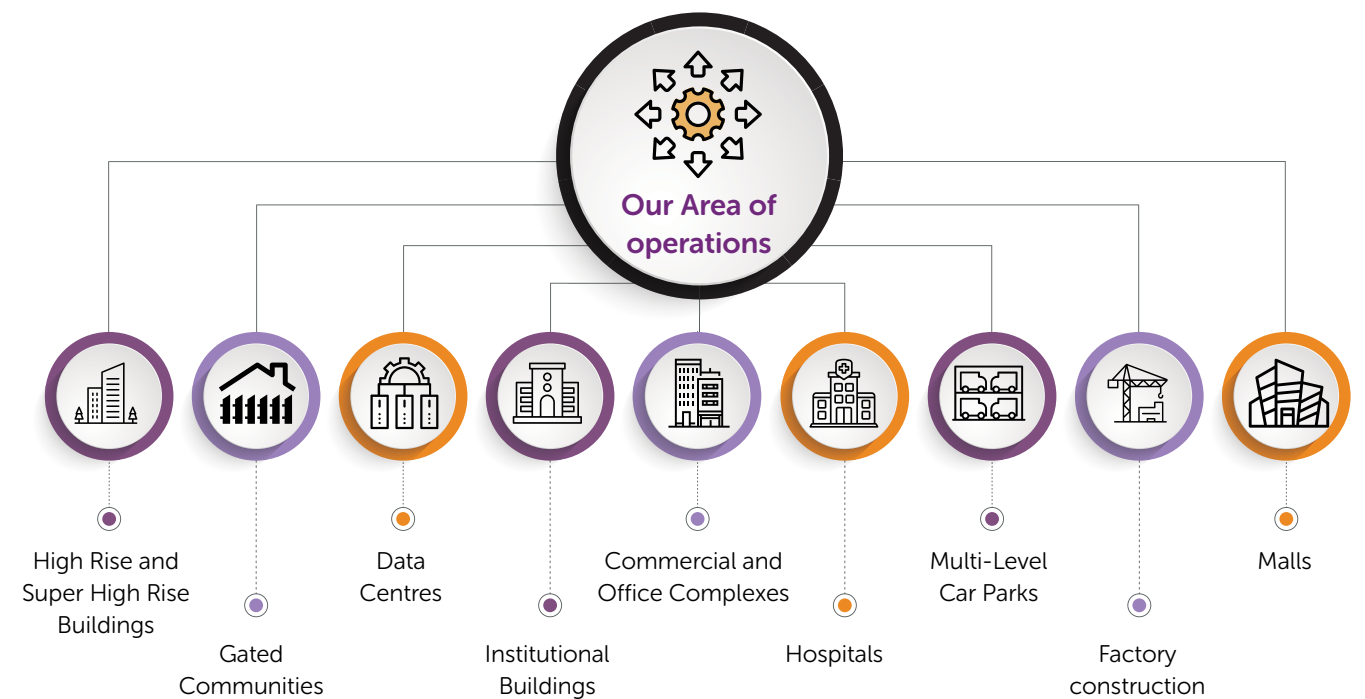 Our Area of
operations
High Rise and
Super High Rise
Buildings
Gated
Communities
Data
Centres
Institutional
Buildings
Commercial and
Office Complexes
Hospitals
Multi-Level
Car Parks
Factory
construction
Malls